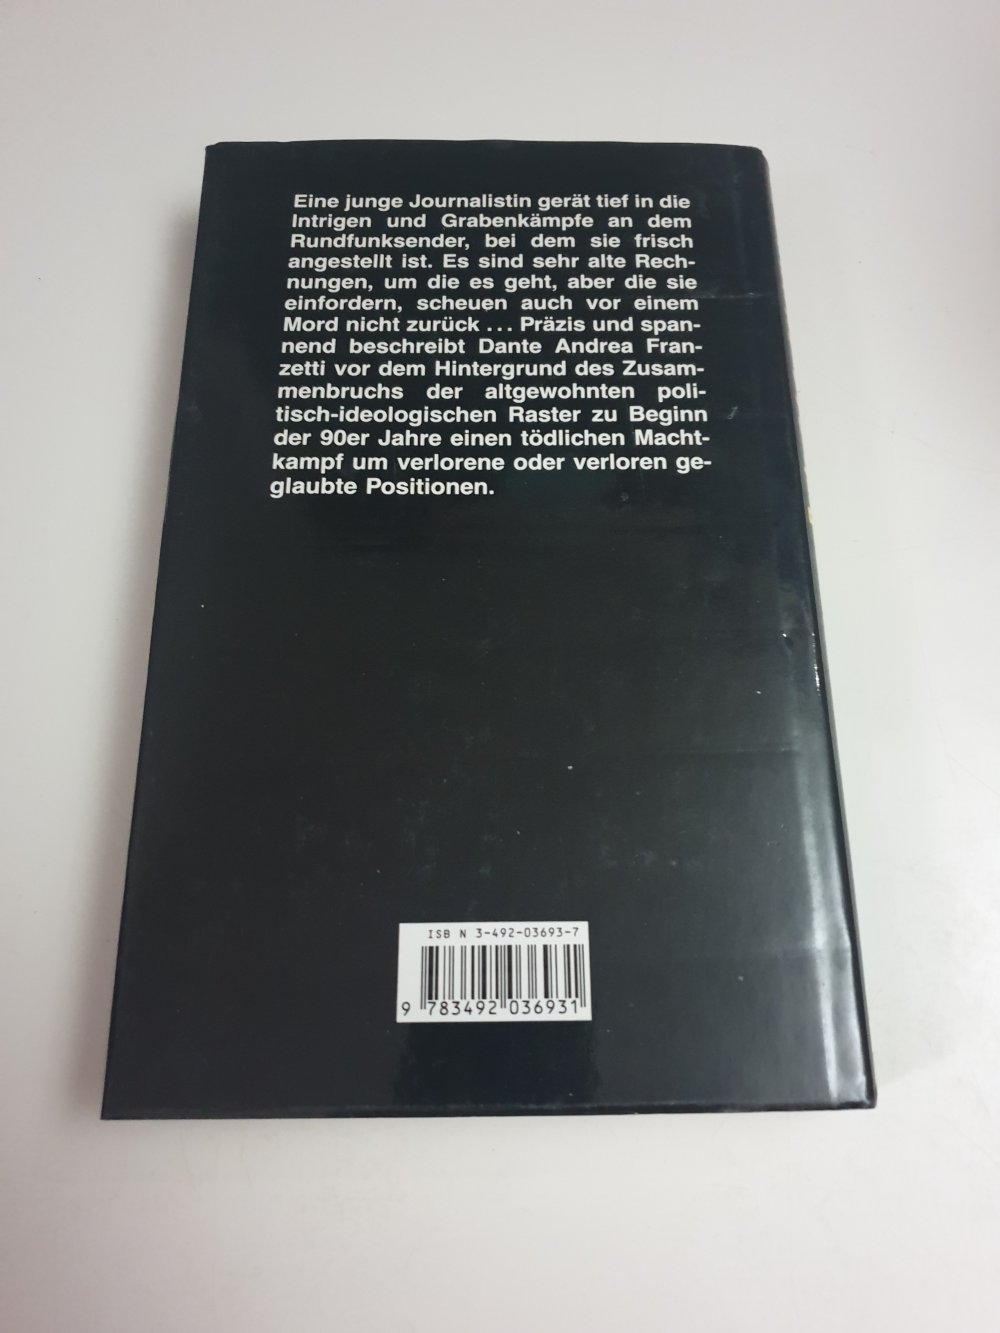 Eine junge Journalistin gerät tief in die
Intrigen und Grabenkämpfe an dem
Rundfunksender, bei dem sie frisch
angestellt ist. Es sind sehr alte Rech-
nungen, um die es geht, aber die sie
einfordern, scheuen auch vor einem
Mord nicht zurück ... Präzis und span-
nend beschreibt Dante Andrea Fran-
zetti vor dem Hintergrund des Zusam-
menbruchs der altgewohnten poli-
tisch-ideologischen Raster zu Beginn
der 90er Jahre einen tödlichen Macht-
kampf um verlorene oder verloren ge-
glaubte Positionen.
ISB N 3-492-03693-7
9 783492 036931